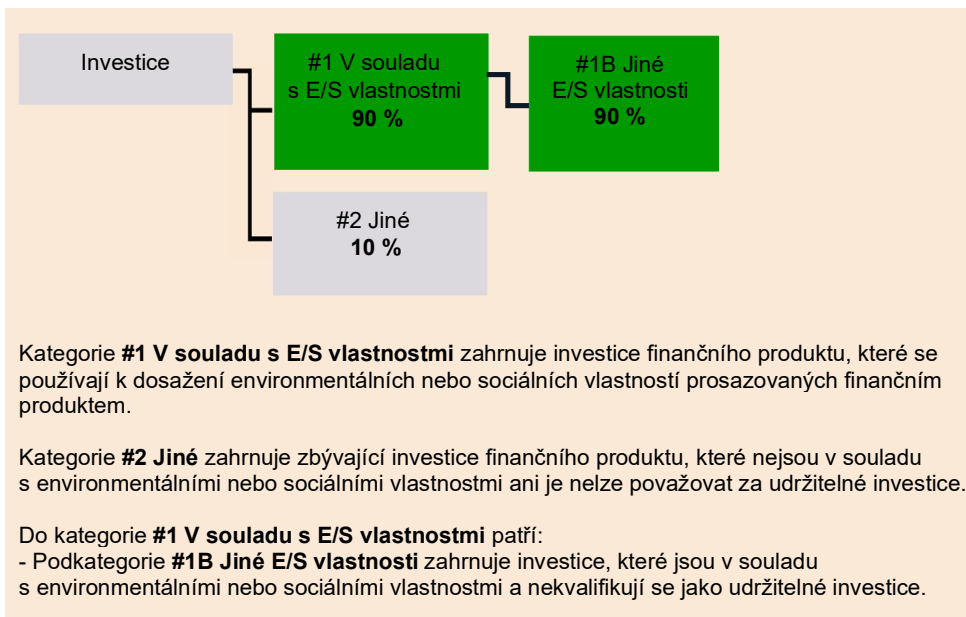 Investice
#1 V souladu
s E/S vlastnostmi
90 %
#1B Jiné
E/S vlastnosti
90 %
#2 Jiné
10 %
Kategorie #1 V souladu s E/S vlastnostmi zahrnuje investice finančního produktu, které se
používají k dosažení environmentálních nebo sociálních vlastností prosazovaných finančním
produktem.
Kategorie #2 Jiné zahrnuje zbývající investice finančního produktu, které nejsou v souladu
s environmentálními nebo sociálními vlastnostmi ani je nelze považovat za udržitelné investice.
Do kategorie #1 V souladu s E/S vlastnostmi patří:
- Podkategorie #1B Jiné E/S vlastnosti zahrnuje investice, které jsou v souladu
s environmentálními nebo sociálními vlastnostmi a nekvalifikují se jako udržitelné investice.